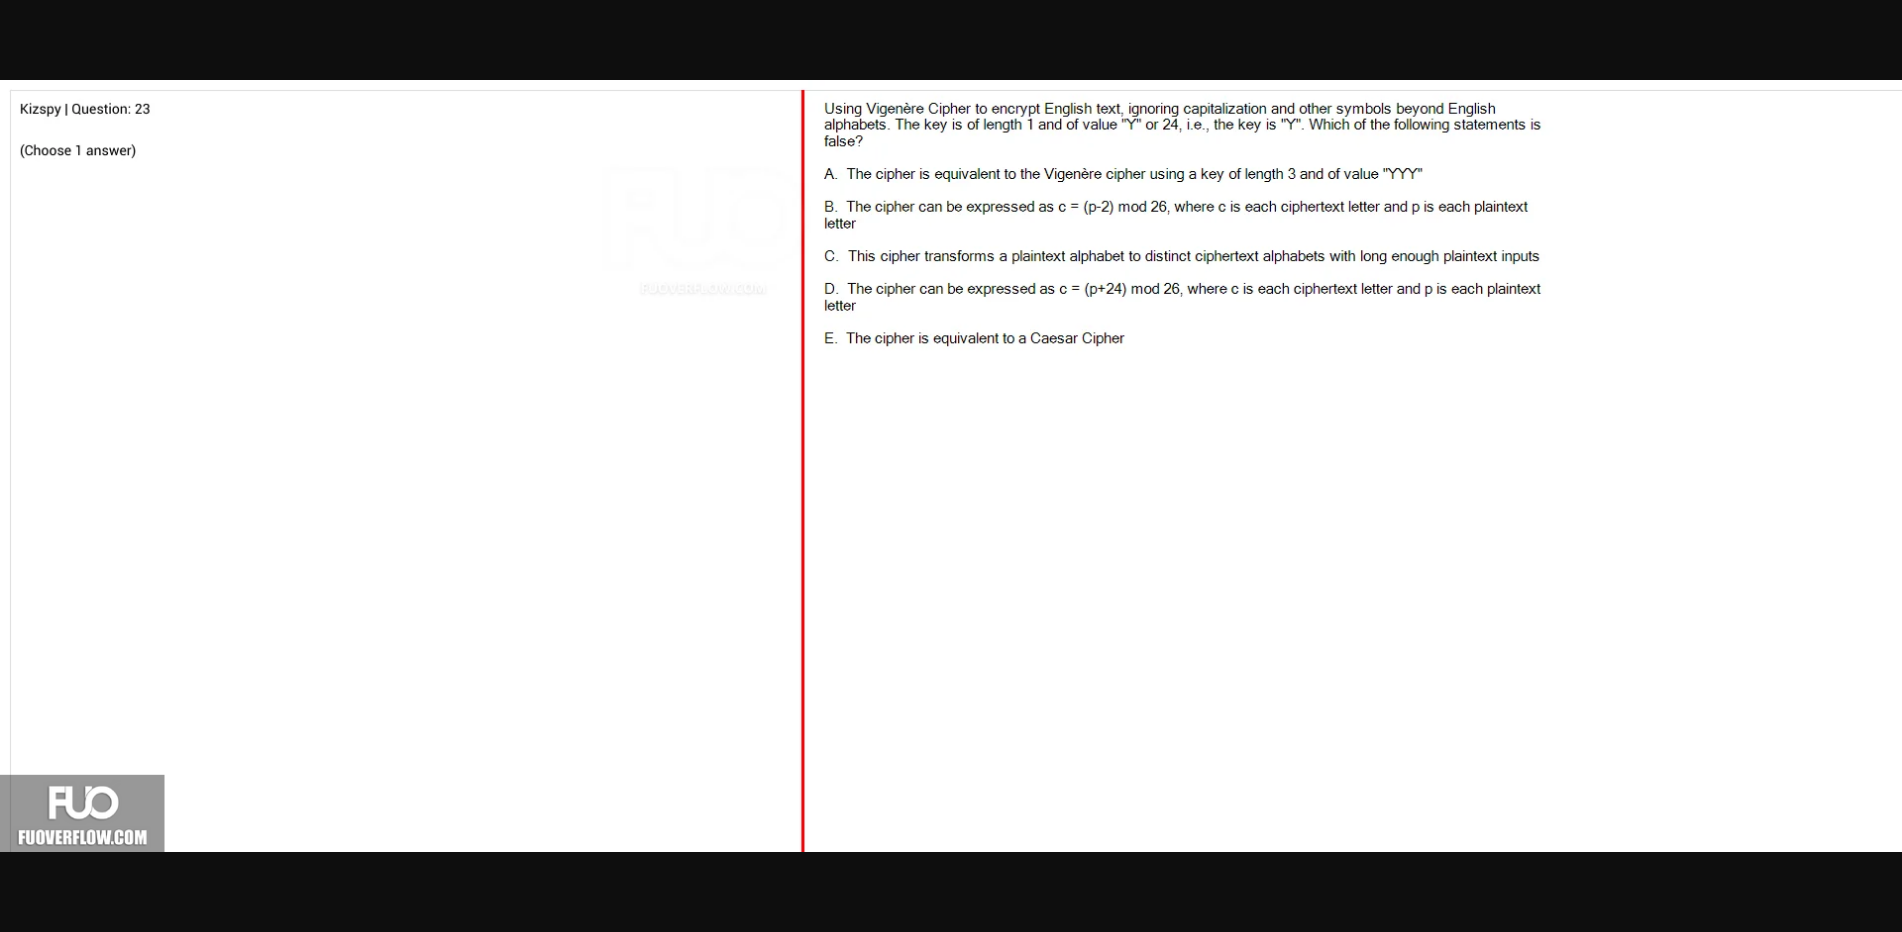 Kizspy | Question: 23
(Choose 1 answer)
FUO
FUOVERFLOW.COM
Using Vigenère Cipher to encrypt English text, ignoring capitalization and other symbols beyond English
alphabets. The key is of length 1 and of value "Y" or 24, i.e., the key is "Y". Which of the following statements is
false?
A. The cipher is equivalent to the Vigenère cipher using a key of length 3 and of value "YYY"
B. The cipher can be expressed as c = (p-2) mod 26, where c is each ciphertext letter and p is each plaintext
letter
C. This cipher transforms a plaintext alphabet to distinct ciphertext alphabets with long enough plaintext inputs
D. The cipher can be expressed as c = (p+24) mod 26, where c is each ciphertext letter and p is each plaintext
letter
E. The cipher is equivalent to a Caesar Cipher
FUO
FUOVERFLOW.COM